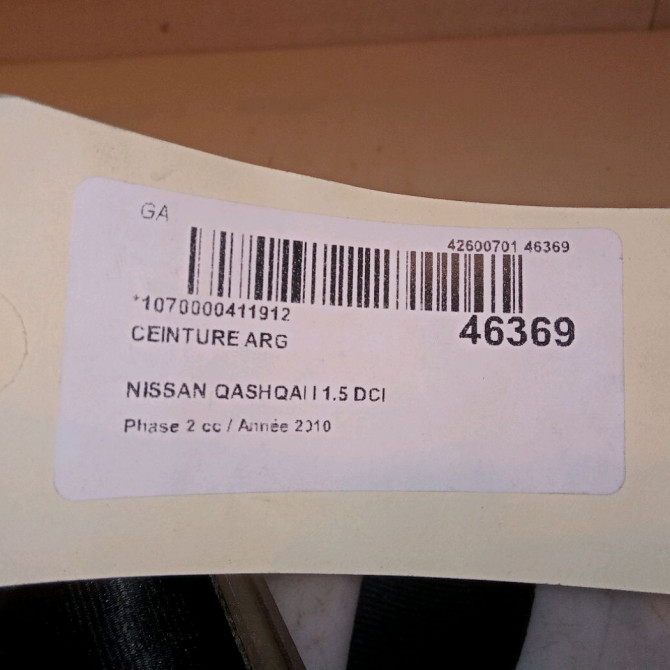 GA
42600701 46369
*1070000411912
46369
CEINTURE ARG
NISSAN QASHQAI I 1.5 DCI
Phase 2 cc / Année 2010